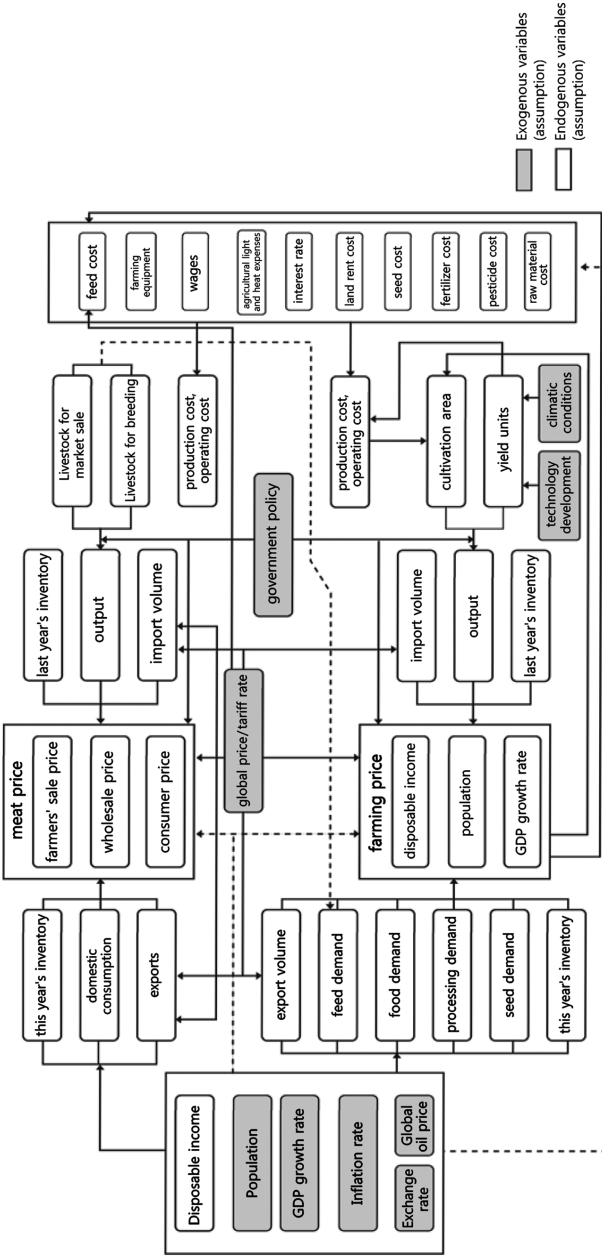 Disposable income
Population
GDP growth rate
Inflation rate
Exchange
rate
Global
oil price
this year's inventory
domestic
consumption
exports
export volume
feed demand
food demand
processing demand
seed demand
this year's inventory
meat price
farmers' sale price
wholesale price
consumer price
global price/tariff rate
farming price
disposable income
population
GDP growth rate
last year's inventory
output
import volume
government policy
import volume
output
last year's inventory
Livestock for
market sale
Livestock for breeding
production cost,
operating cost
production cost,
operating cost
cultivation area
yield units
technology
development
climatic
conditions
feed cost
farming
equipment
wages
agricultural light
and heat expenses
interest rate
land rent cost
seed cost
fertilizer cost
pesticide cost
raw material
cost
Exogenous variables
(assumption)
Endogenous variables
(assumption)